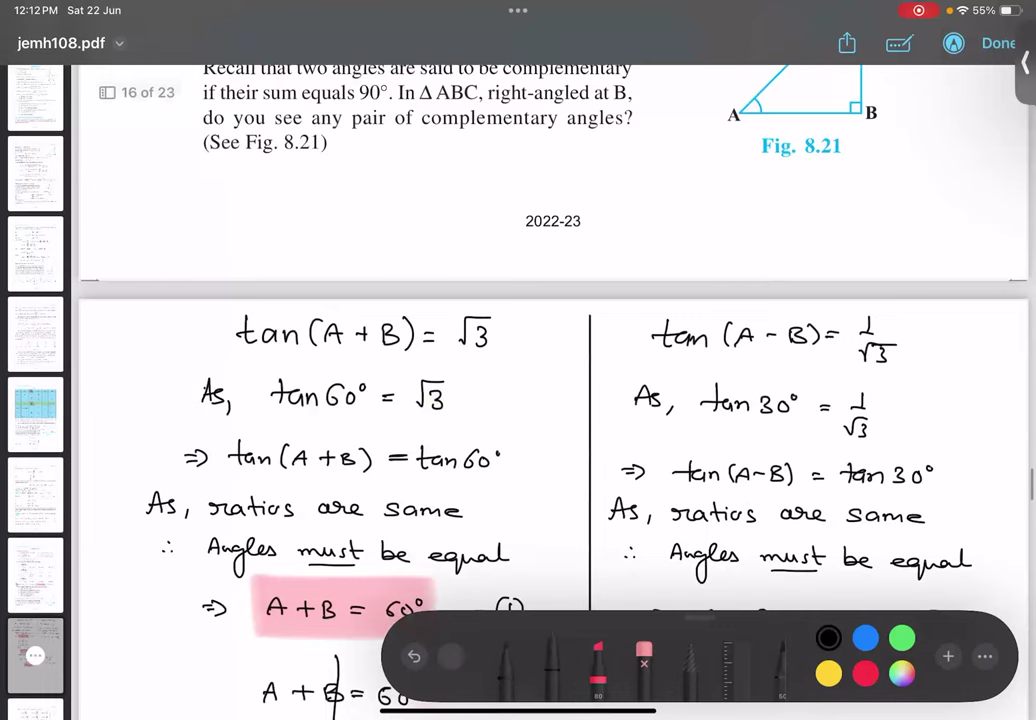 12:12 PM Sat 22 Jun
55%
jemh108.pdf
Done
16 of 23
Recall that two angles are said to be complementary
if their sum equals 90°. In Δ ABC, right-angled at B,
do you see any pair of complementary angles?
(See Fig. 8.21)
A
B
Fig. 8.21
2022-23
tan(A + B) = √3
As, tan 60° = √3
⇒ tan(A + B) = tan 60°
As, ratios are same
∴ Angles must be equal
⇒ A + B = 60°
(1)
A + B = 60
tan(A - B) = 1/√3
As, tan 30° = 1/√3
⇒ tan(A - B) = tan 30°
As, ratios are same
∴ Angles must be equal
80